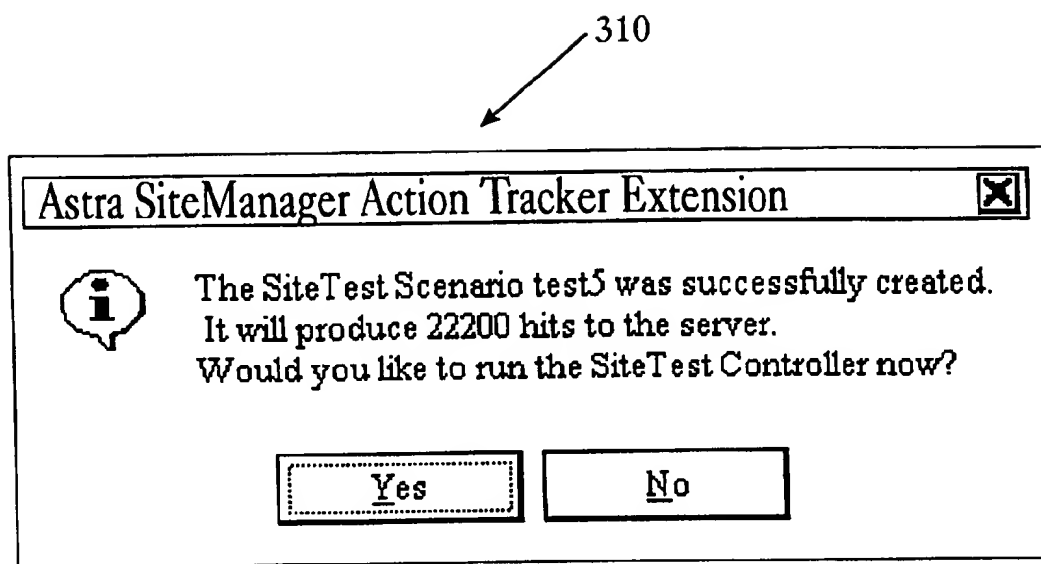 310
Astra SiteManager Action Tracker Extension
The SiteTest Scenario test5 was successfully created.
It will produce 22200 hits to the server.
Would you like to run the SiteTest Controller now?
Yes
No